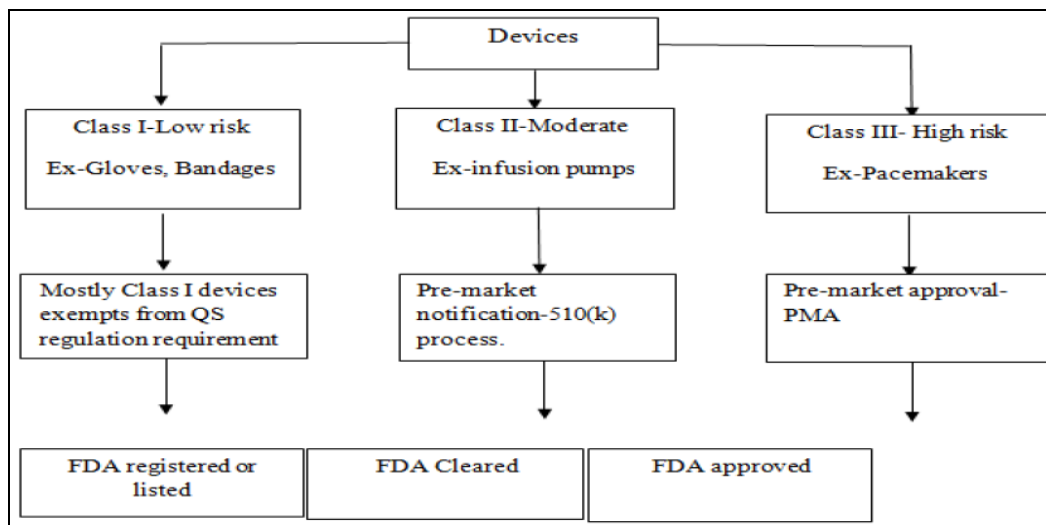 Devices
Class I-Low risk
Ex-Gloves, Bandages
Class II-Moderate
Ex-infusion pumps
Class III- High risk
Ex-Pacemakers
Mostly Class I devices
exempts from QS
regulation requirement
Pre-market
notification-510(k)
process.
Pre-market approval-
PMA
FDA registered or
listed
FDA Cleared
FDA approved